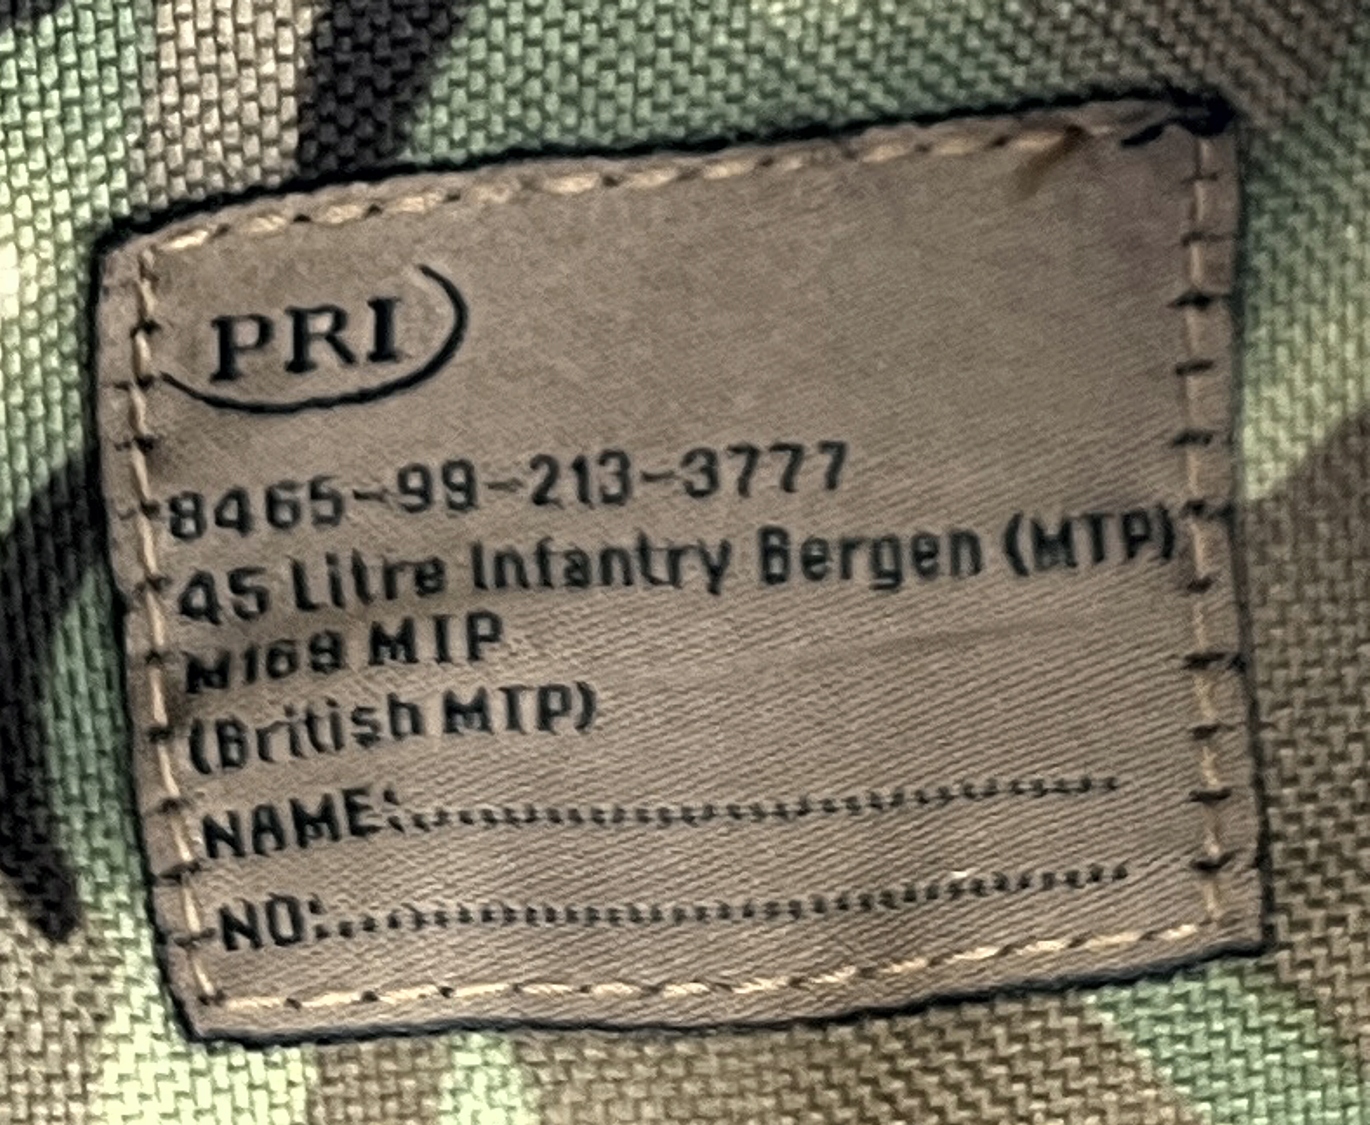 PRI
8465-99-213-3777
45 Litre Infantry Bergen (MTP)
M169 MTP
(British MTP)
NAME:....................................
NO:.......................................